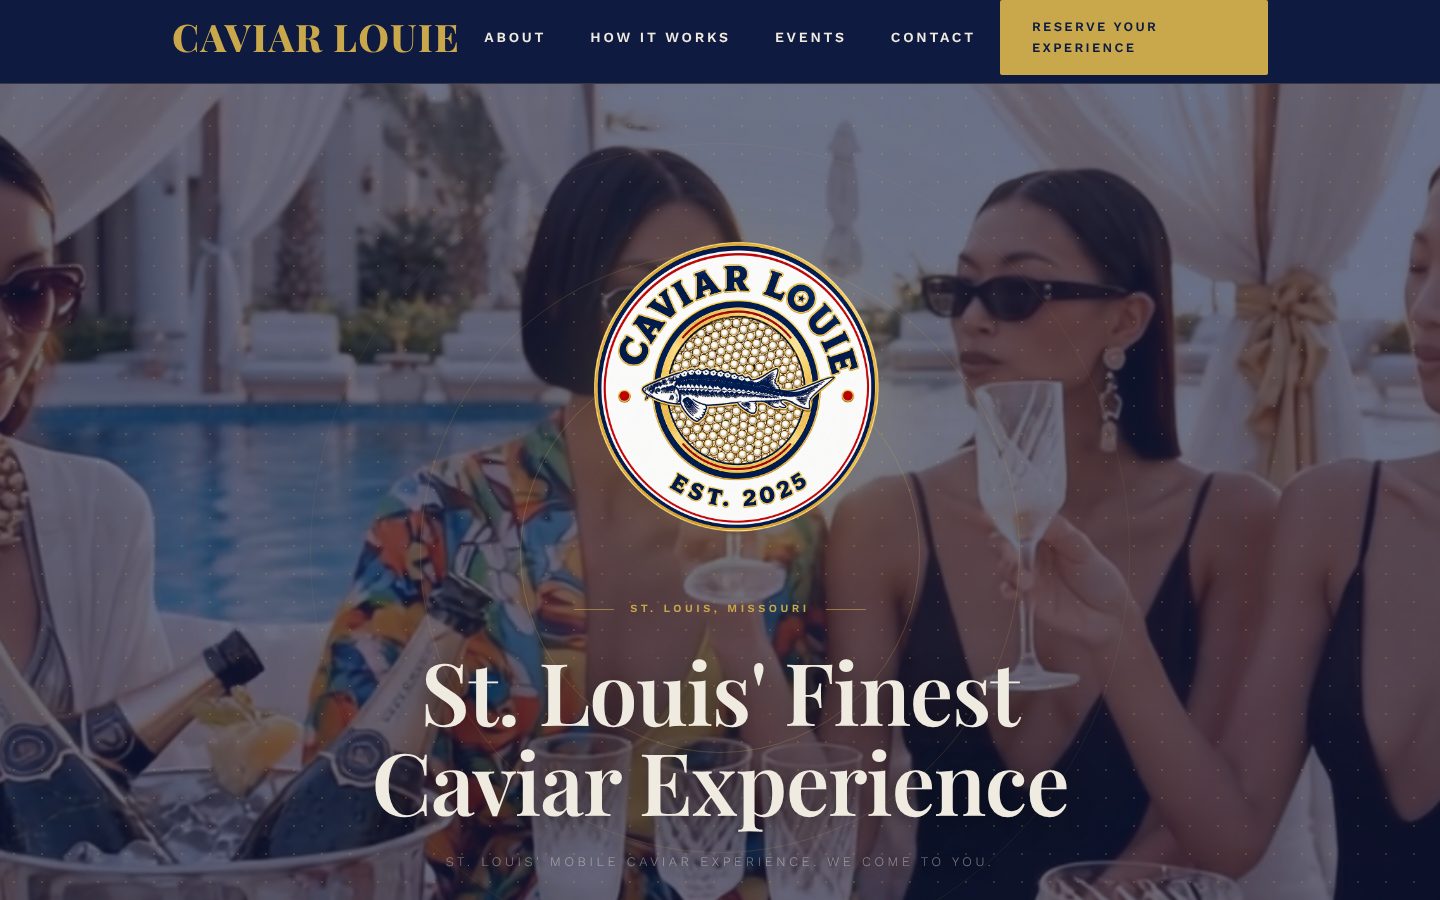 CAVIAR LOUIE
ABOUT
HOW IT WORKS
EVENTS
CONTACT
RESERVE YOUR
EXPERIENCE
CAVIAR LOUIE
EST. 2025
ST. LOUIS, MISSOURI
St. Louis' Finest
Caviar Experience
ST. LOUIS' MOBILE CAVIAR EXPERIENCE. WE COME TO YOU.